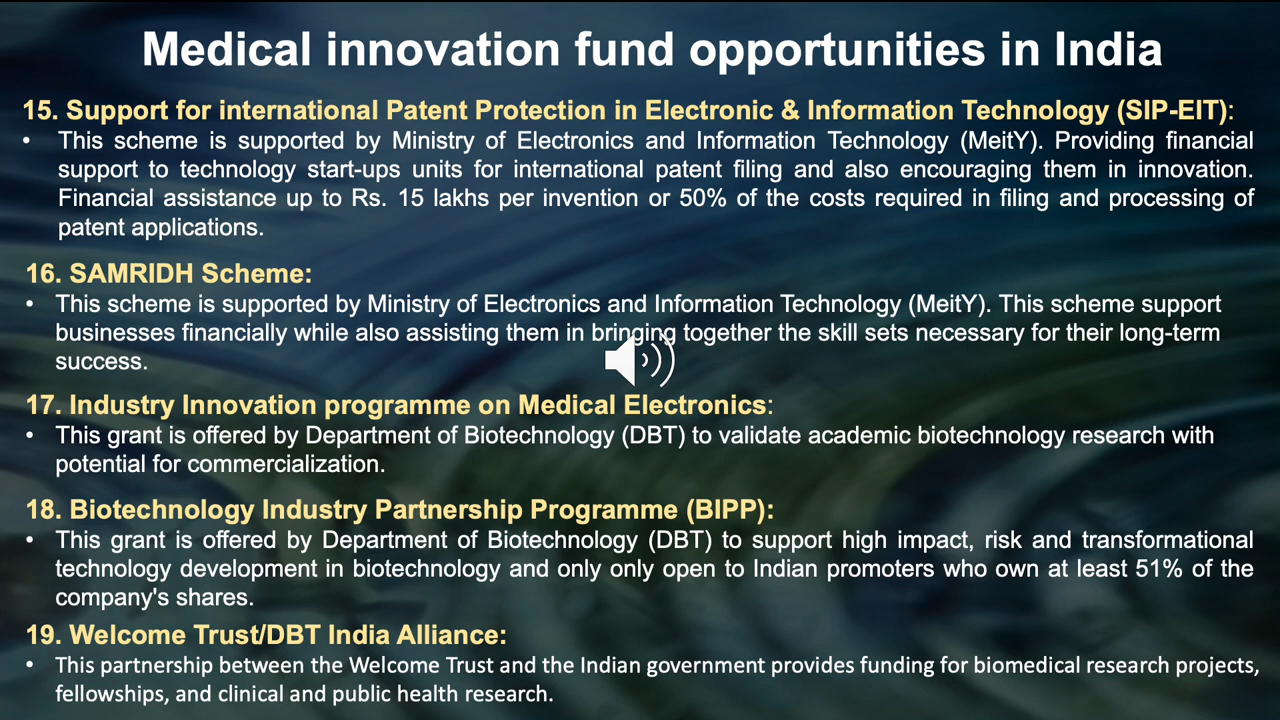 Medical innovation fund opportunities in India
15. Support for international Patent Protection in Electronic & Information Technology (SIP-EIT):
• This scheme is supported by Ministry of Electronics and Information Technology (MeitY). Providing financial
support to technology start-ups units for international patent filing and also encouraging them in innovation.
Financial assistance up to Rs. 15 lakhs per invention or 50% of the costs required in filing and processing of
patent applications.
16. SAMRIDH Scheme:
• This scheme is supported by Ministry of Electronics and Information Technology (MeitY). This scheme support
businesses financially while also assisting them in bringing together the skill sets necessary for their long-term
success.
17. Industry Innovation programme on Medical Electronics:
• This grant is offered by Department of Biotechnology (DBT) to validate academic biotechnology research with
potential for commercialization.
18. Biotechnology Industry Partnership Programme (BIPP):
• This grant is offered by Department of Biotechnology (DBT) to support high impact, risk and transformational
technology development in biotechnology and only only open to Indian promoters who own at least 51% of the
company's shares.
19. Welcome Trust/DBT India Alliance:
• This partnership between the Welcome Trust and the Indian government provides funding for biomedical research projects,
fellowships, and clinical and public health research.